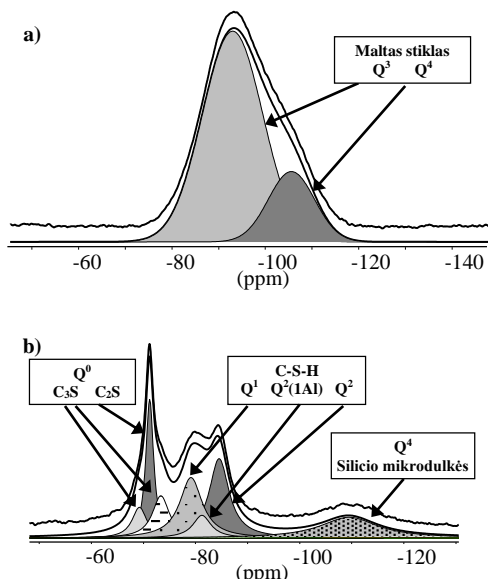 a)
Maltas stiklas
Q³ Q⁴
-60 -80 -100 -120 -140
(ppm)
b)
Q⁰
C₃S C₂S
C-S-H
Q¹ Q²(1Al) Q²
Q⁴
Silicio mikrodulkės
-60 -80 -100 -120
(ppm)